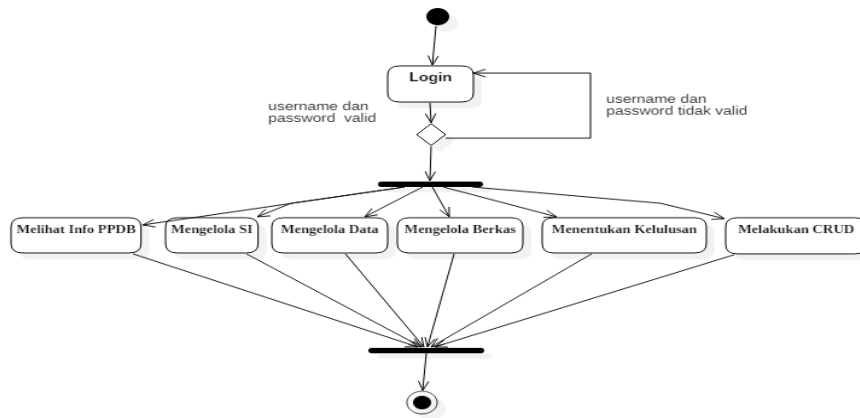 Login
username dan
password valid
username dan
password tidak valid
Melihat Info PPDB
Mengelola SI
Mengelola Data
Mengelola Berkas
Menentukan Kelulusan
Melakukan CRUD